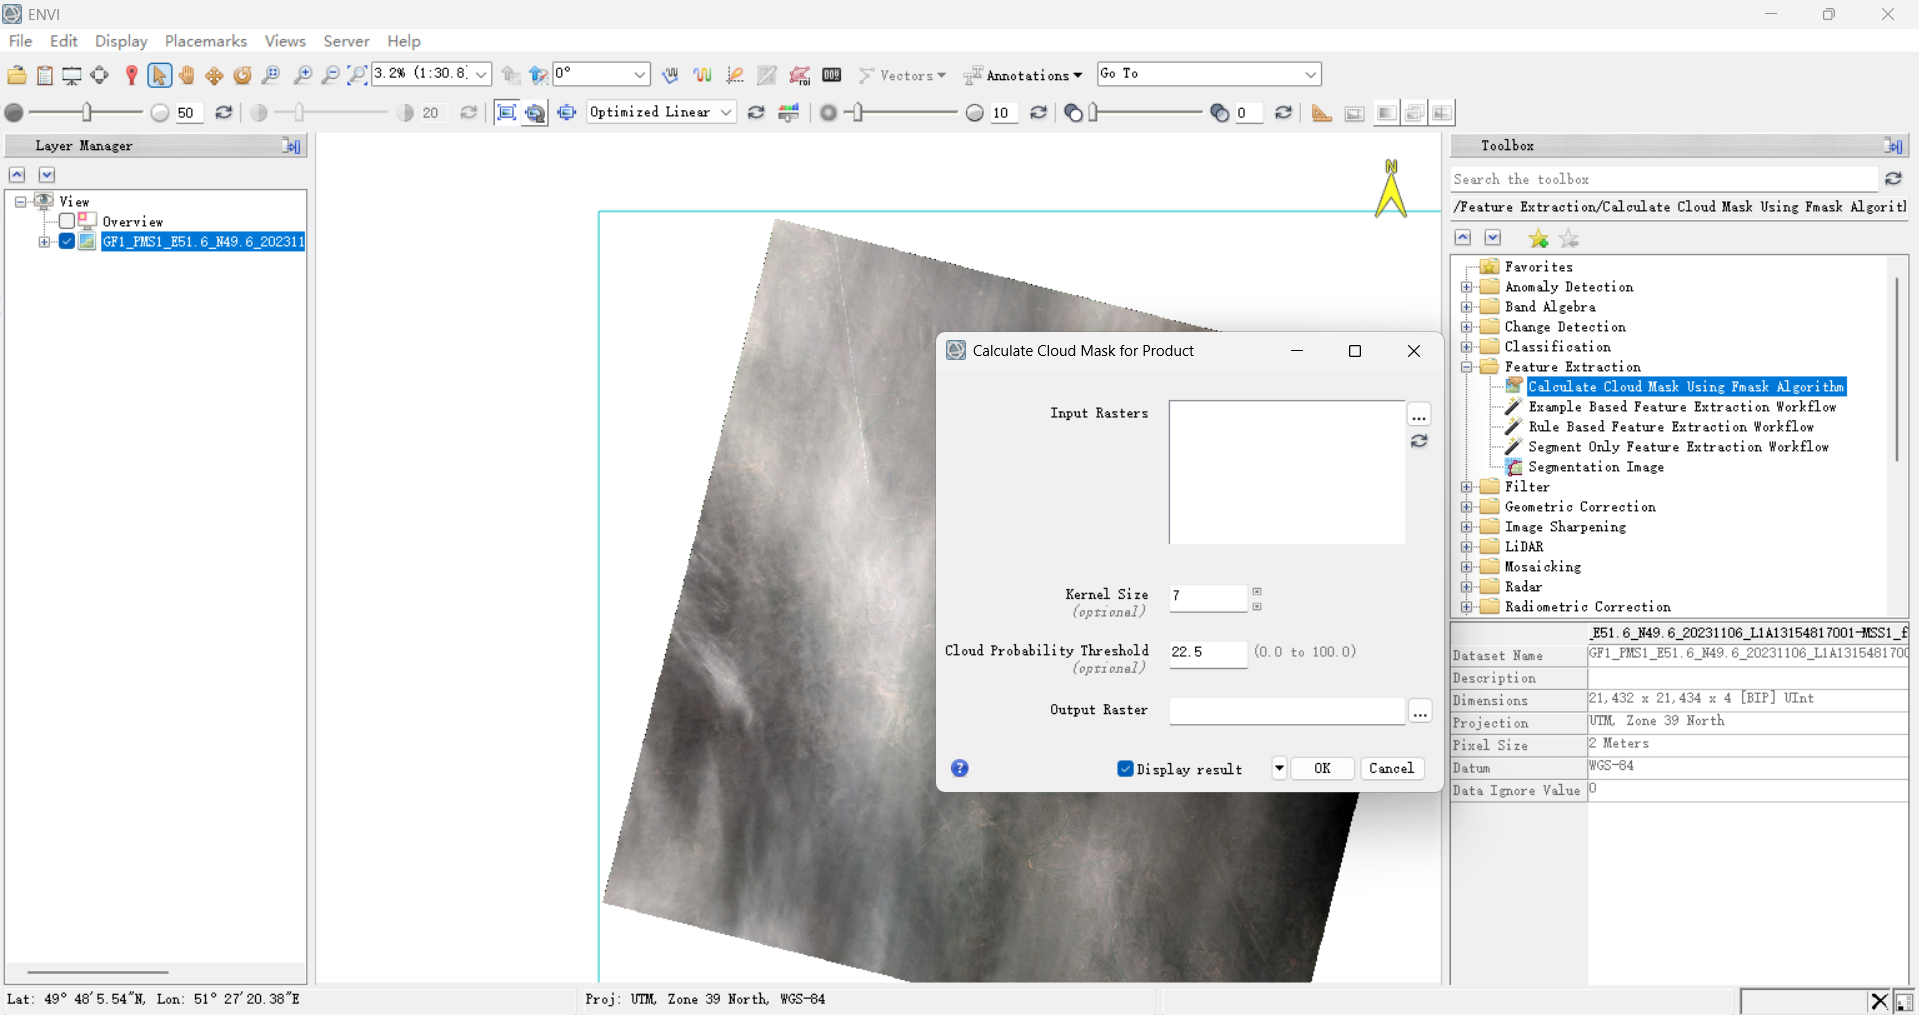 ENVI
File Edit Display Placemarks Views Server Help
3.2% (1:30.8 0° Vectors Annotations Go To
50 20 Optimized Linear 10 0
Layer Manager
View
Overview
GF1_PMS1_E51.6_N49.6_202311
N
Calculate Cloud Mask for Product
Input Rasters
...
Kernel Size
(optional)
7
Cloud Probability Threshold
(optional)
22.5 (0.0 to 100.0)
Output Raster
...
? Display result OK Cancel
Toolbox
Search the toolbox
/Feature Extraction/Calculate Cloud Mask Using Fmask Algorit
Favorites
Anomaly Detection
Band Algebra
Change Detection
Classification
Feature Extraction
Calculate Cloud Mask Using Fmask Algorithm
Example Based Feature Extraction Workflow
Rule Based Feature Extraction Workflow
Segment Only Feature Extraction Workflow
Segmentation Image
Filter
Geometric Correction
Image Sharpening
LiDAR
Mosaicking
Radar
Radiometric Correction
_E51.6_N49.6_20231106_L1A13154817001-MSS1_f
Dataset Name GF1_PMS1_E51.6_N49.6_20231106_L1A1315481700
Description
Dimensions 21,432 x 21,434 x 4 [BIP] UInt
Projection UTM, Zone 39 North
Pixel Size 2 Meters
Datum WGS-84
Data Ignore Value 0
Lat: 49° 48′5.54″N, Lon: 51° 27′20.38″E
Proj: UTM, Zone 39 North, WGS-84